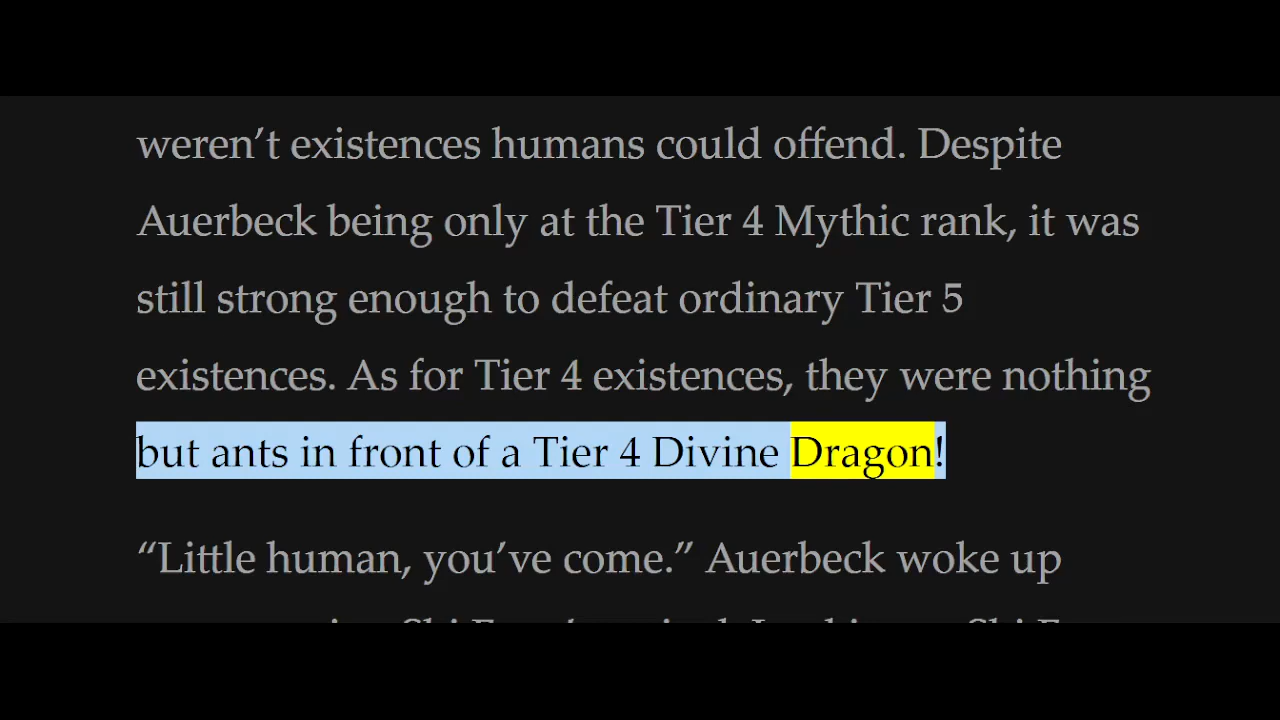 weren’t existences humans could offend. Despite
Auerbeck being only at the Tier 4 Mythic rank, it was
still strong enough to defeat ordinary Tier 5
existences. As for Tier 4 existences, they were nothing
but ants in front of a Tier 4 Divine Dragon!
“Little human, you’ve come.” Auerbeck woke up